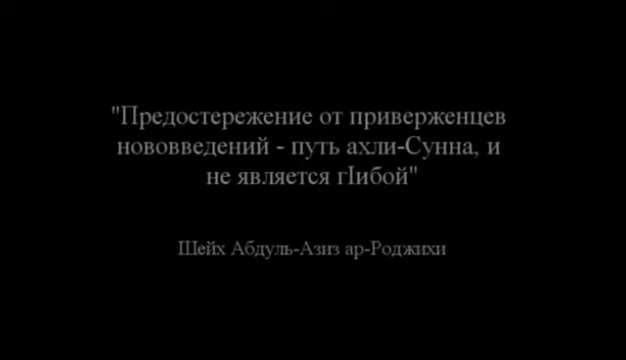 "Предостережение от приверженцев
нововведений - путь ахли-Сунна, и
не является гIибой"
Шейх Абдуль-Азиз ар-Роджихи